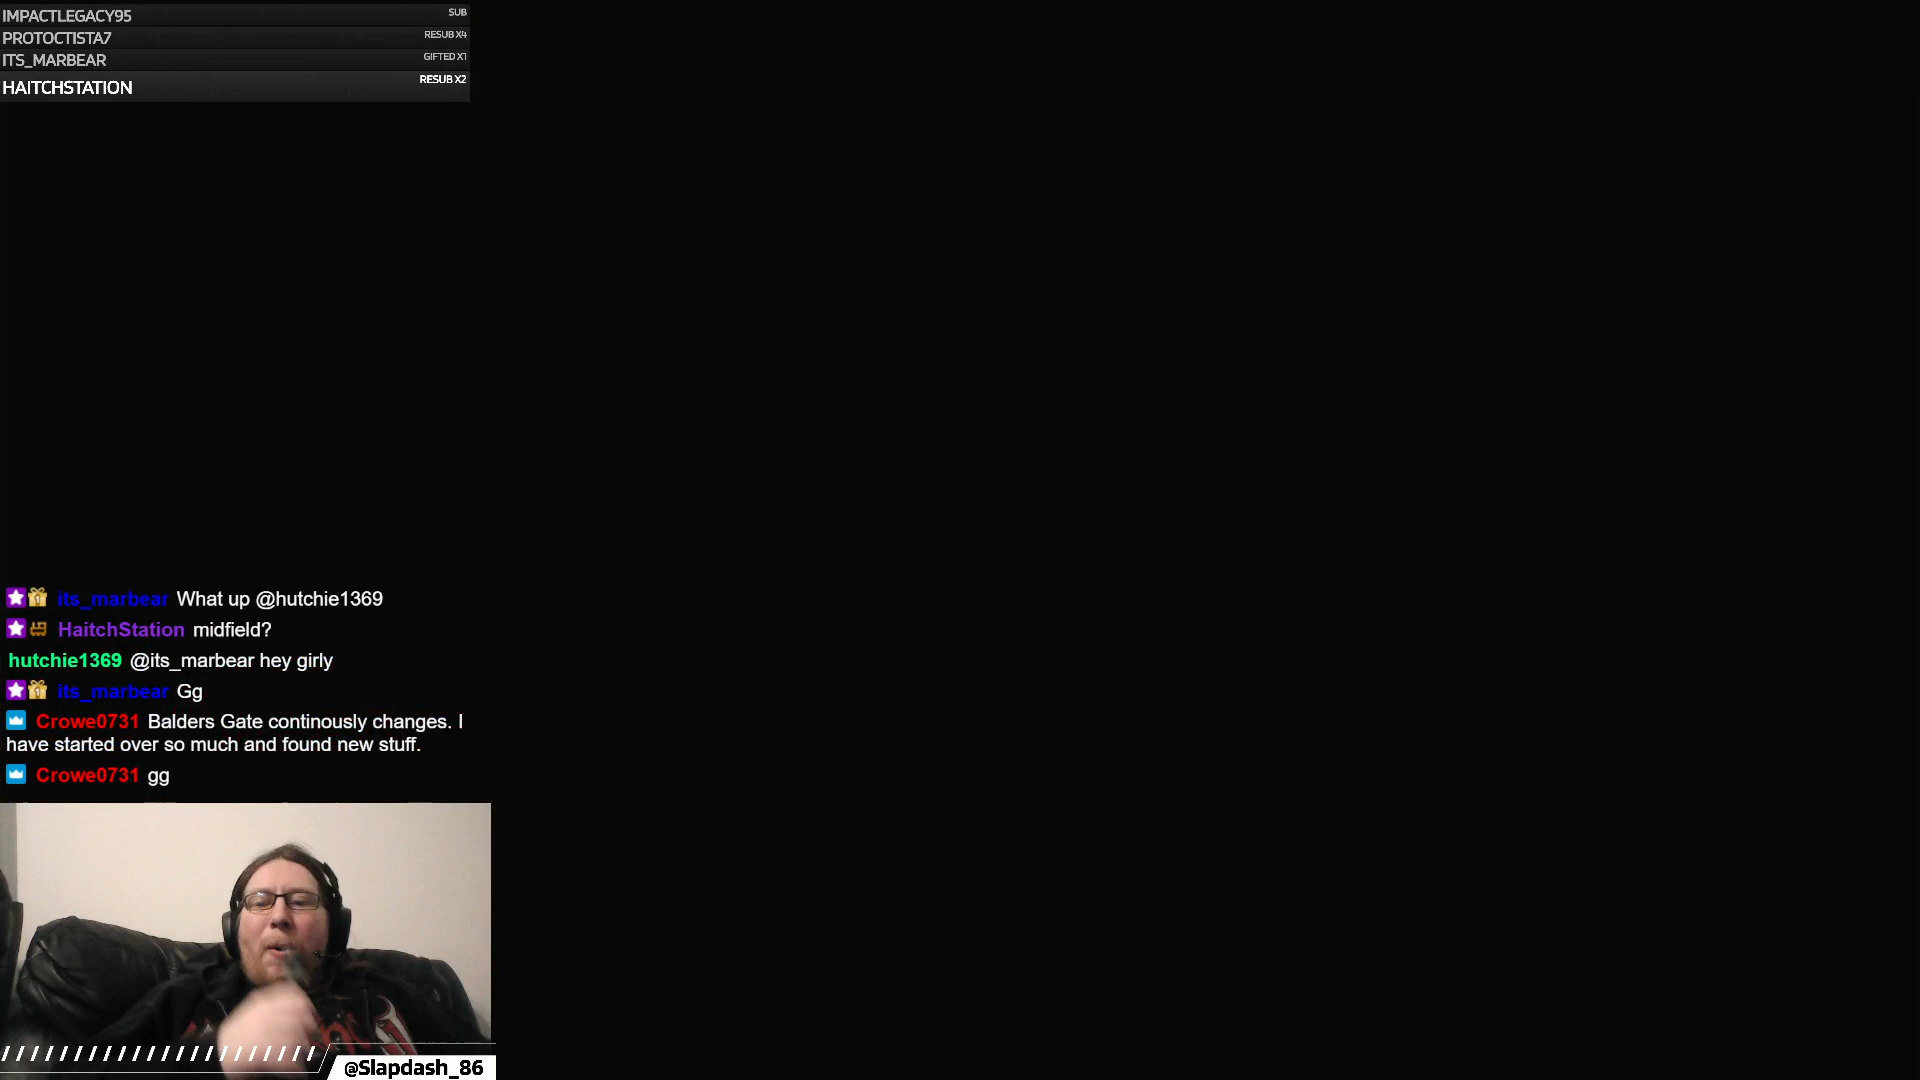 IMPACTLEGACY95 SUB
PROTOCTISTA7 RESUB X4
ITS_MARBEAR GIFTED X1
HAITCHSTATION RESUB X2
its_marbear What up @hutchie1369
HaitchStation midfield?
hutchie1369 @its_marbear hey girly
its_marbear Gg
Crowe0731 Balders Gate continously changes. I
have started over so much and found new stuff.
Crowe0731 gg
@Slapdash_86